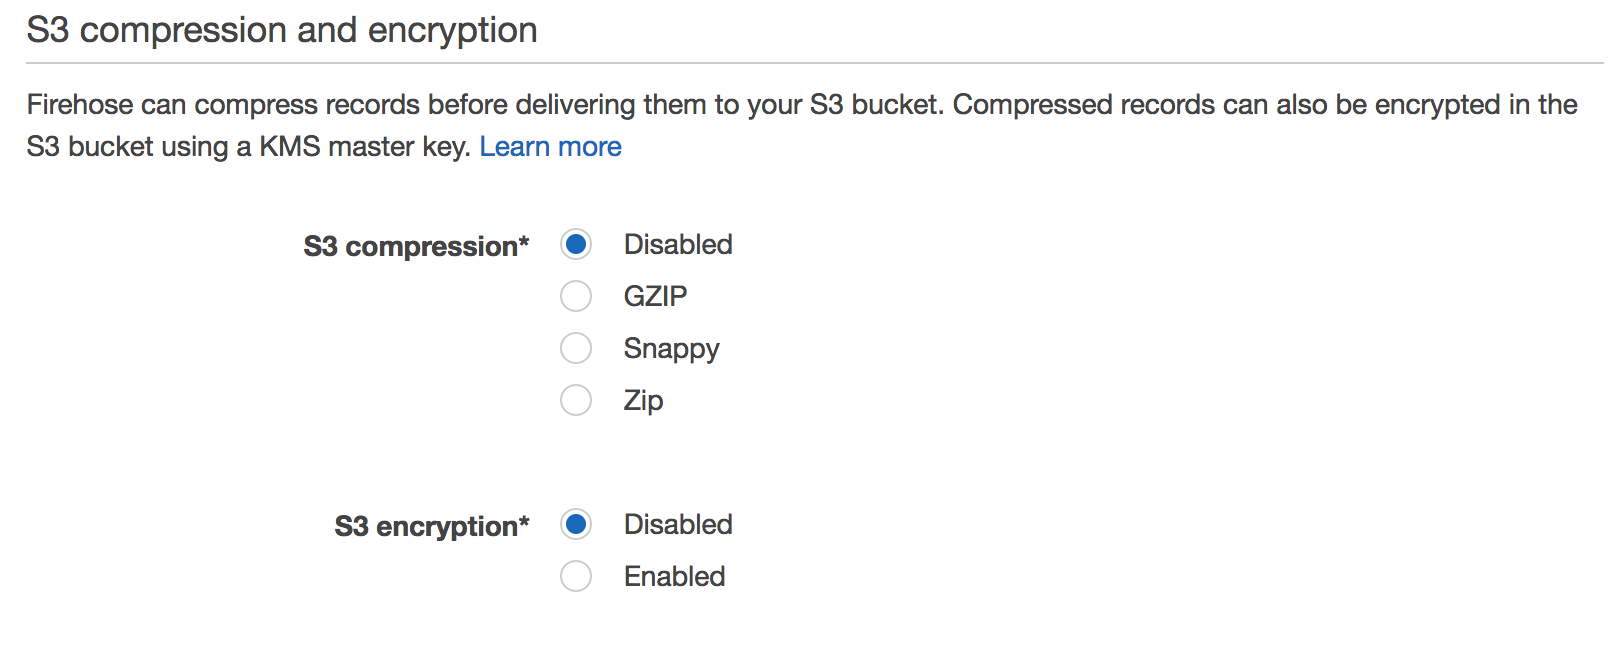 S3 compression and encryption
Firehose can compress records before delivering them to your S3 bucket. Compressed records can also be encrypted in the
S3 bucket using a KMS master key. Learn more
S3 compression* Disabled
GZIP
Snappy
Zip
S3 encryption* Disabled
Enabled